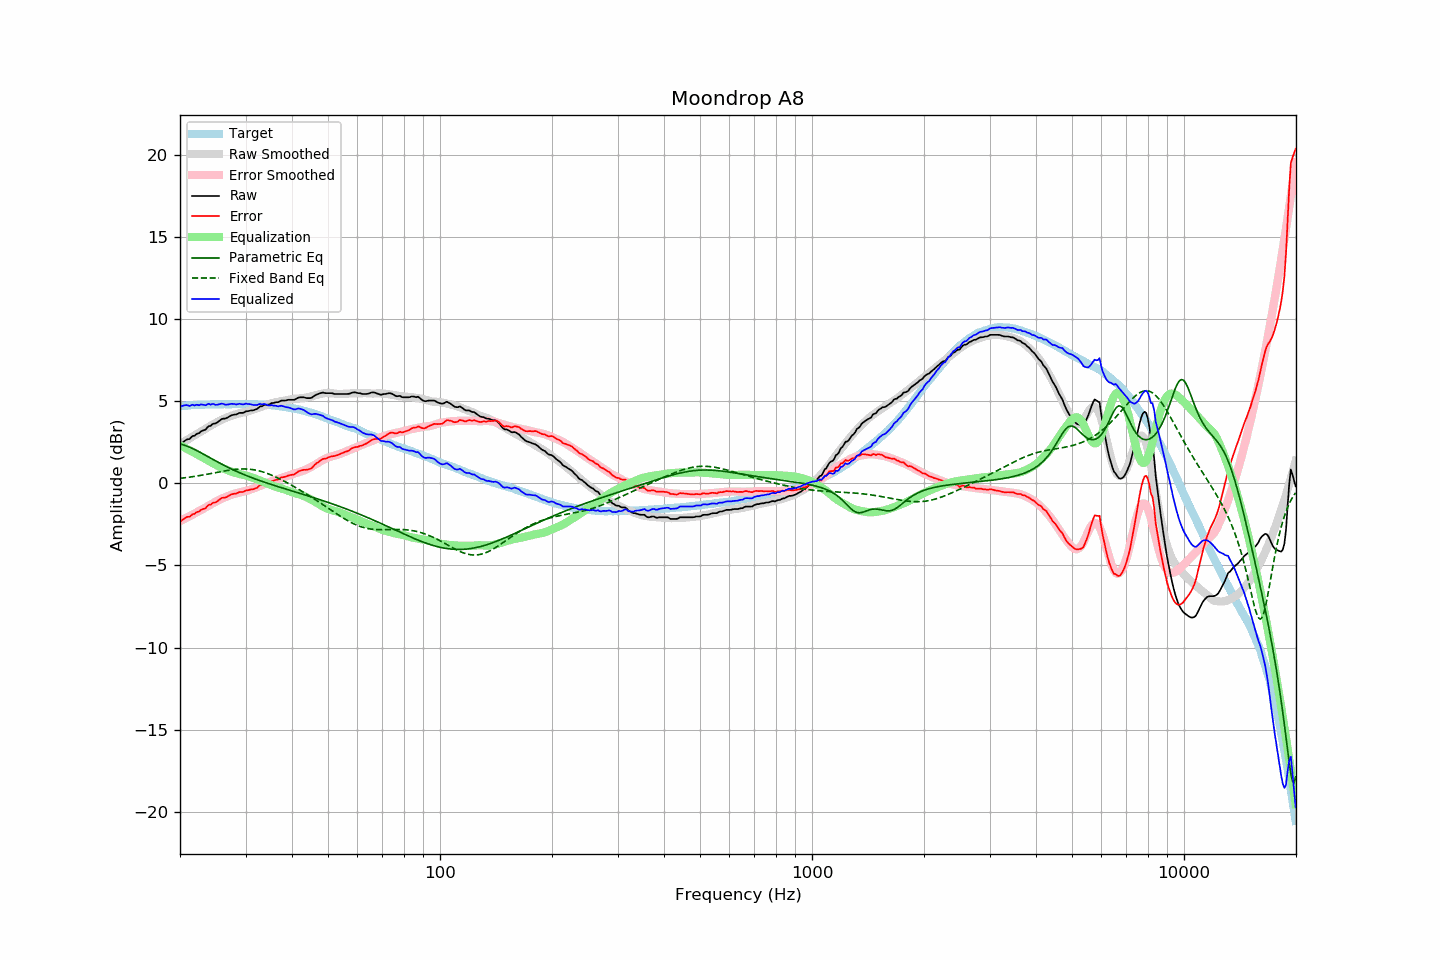 Moondrop A8
Target
Raw Smoothed
Error Smoothed
Raw
Error
Equalization
Parametric Eq
Fixed Band Eq
Equalized
Amplitude (dBr)
20
15
10
5
0
−5
−10
−15
−20
100
1000
10000
Frequency (Hz)